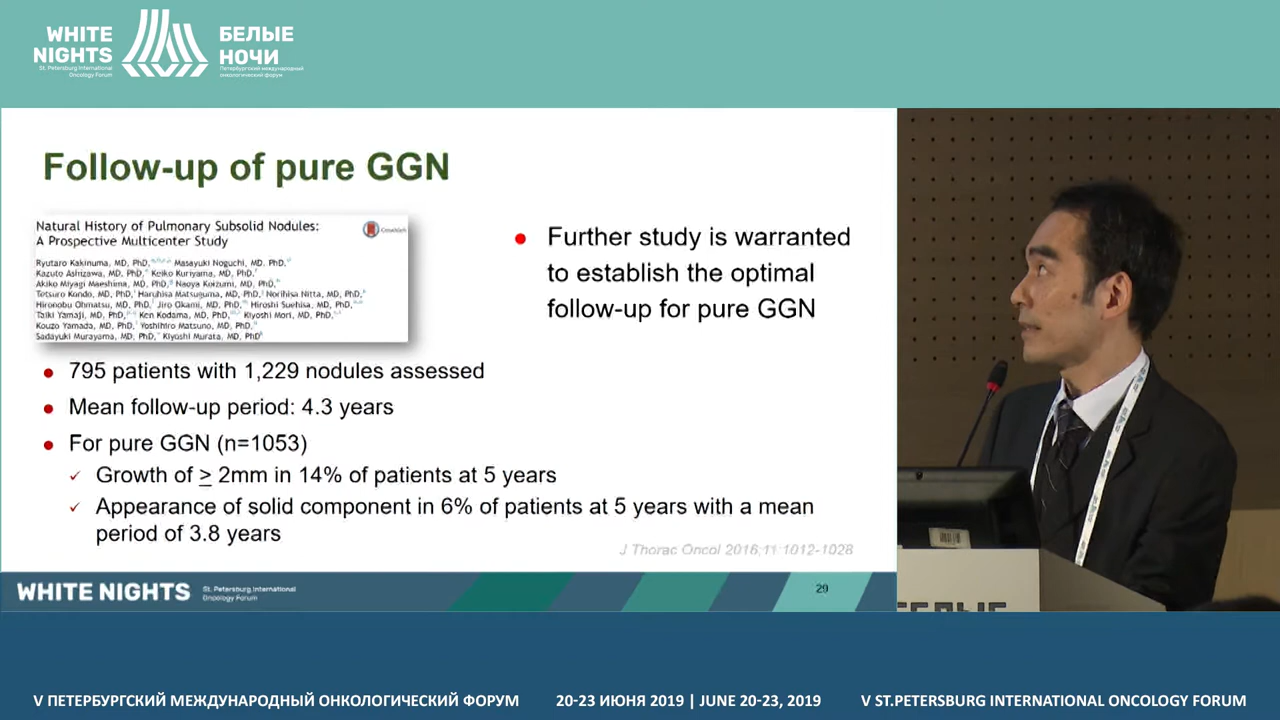 WHITE
NIGHTS
St. Petersburg International
Oncology Forum
БЕЛЫЕ
НОЧИ
Петербургский международный
онкологический форум
Follow-up of pure GGN
Natural History of Pulmonary Subsolid Nodules:
A Prospective Multicenter Study
Ryutaro Kakinuma, MD, PhD, Masayuki Noguchi, MD, PhD,
Kazuto Ashizawa, MD, PhD, Keiko Kuriyama, MD, PhD,
Akiko Miyagi Maeshima, MD, PhD, Naoya Koizumi, MD, PhD,
Tetsuro Kondo, MD, PhD, Haruhisa Matsuguma, MD, PhD, Norihisa Nitta, MD, PhD,
Hironobu Ohmatsu, MD, PhD, Jiro Okami, MD, PhD, Hiroshi Suehisa, MD, PhD,
Taiki Yamaji, MD, PhD, Ken Kodama, MD, PhD, Kiyoshi Mori, MD, PhD,
Kouzo Yamada, MD, PhD, Yoshihiro Matsuno, MD, PhD,
Sadayuki Murayama, MD, PhD, Kiyoshi Murata, MD, PhD
● Further study is warranted
to establish the optimal
follow-up for pure GGN
● 795 patients with 1,229 nodules assessed
● Mean follow-up period: 4.3 years
● For pure GGN (n=1053)
✓ Growth of ≥ 2mm in 14% of patients at 5 years
✓ Appearance of solid component in 6% of patients at 5 years with a mean
period of 3.8 years
J Thorac Oncol 2016;11:1012-1028
WHITE NIGHTS
St. Petersburg International
Oncology Forum
29
БЕЛЫЕ
V ПЕТЕРБУРГСКИЙ МЕЖДУНАРОДНЫЙ ОНКОЛОГИЧЕСКИЙ ФОРУМ
20-23 ИЮНЯ 2019 | JUNE 20-23, 2019
V ST.PETERSBURG INTERNATIONAL ONCOLOGY FORUM